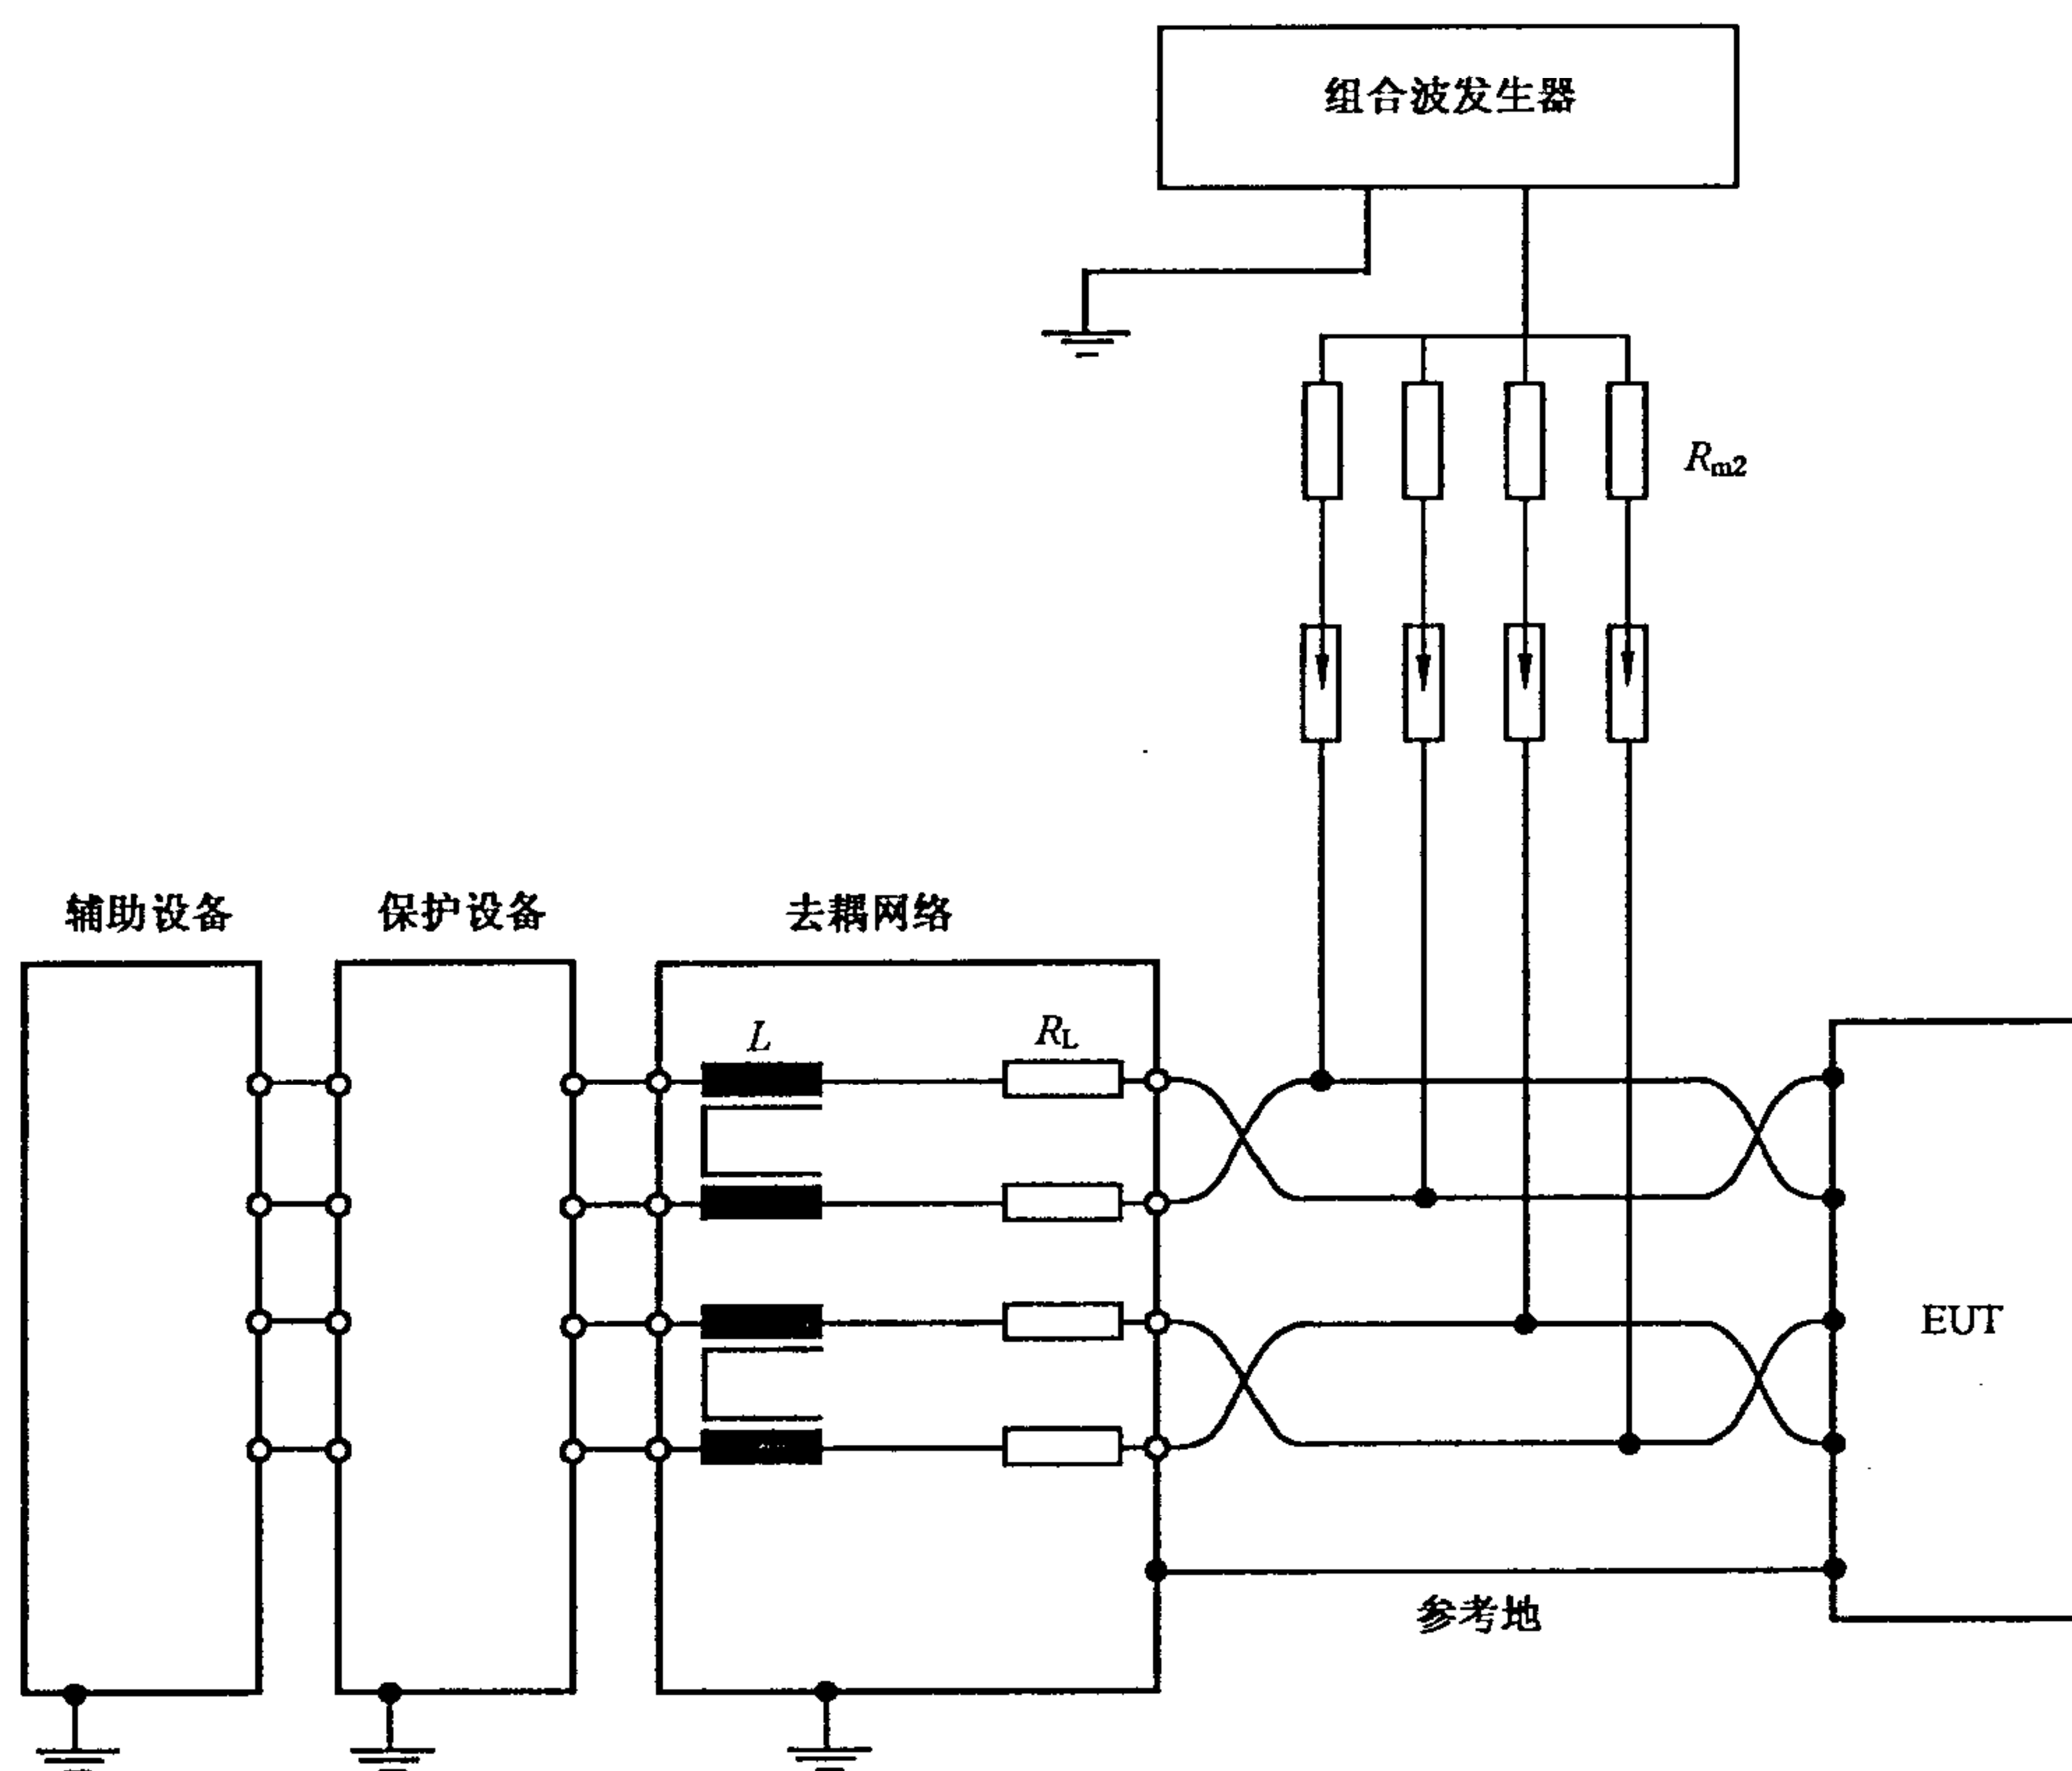 组合波发生器
Rm2
辅助设备
保护设备
去耦网络
L
RL
EUT
参考地